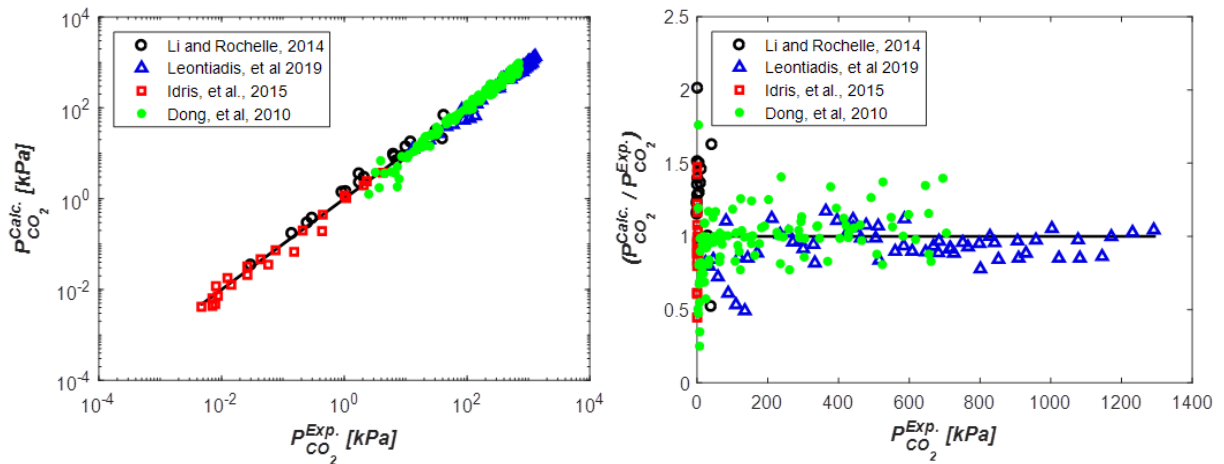 10^4
10^2
10^0
10^-2
10^-4
P_CO2^Calc. [kPa]
Li and Rochelle, 2014
Leontiadis, et al 2019
Idris, et al., 2015
Dong, et al, 2010
10^-4 10^-2 10^0 10^2 10^4
P_CO2^Exp. [kPa]
2.5
2
1.5
1
0.5
0
(P_CO2^Calc. / P_CO2^Exp.)
Li and Rochelle, 2014
Leontiadis, et al 2019
Idris, et al., 2015
Dong, et al, 2010
0 200 400 600 800 1000 1200 1400
P_CO2^Exp. [kPa]